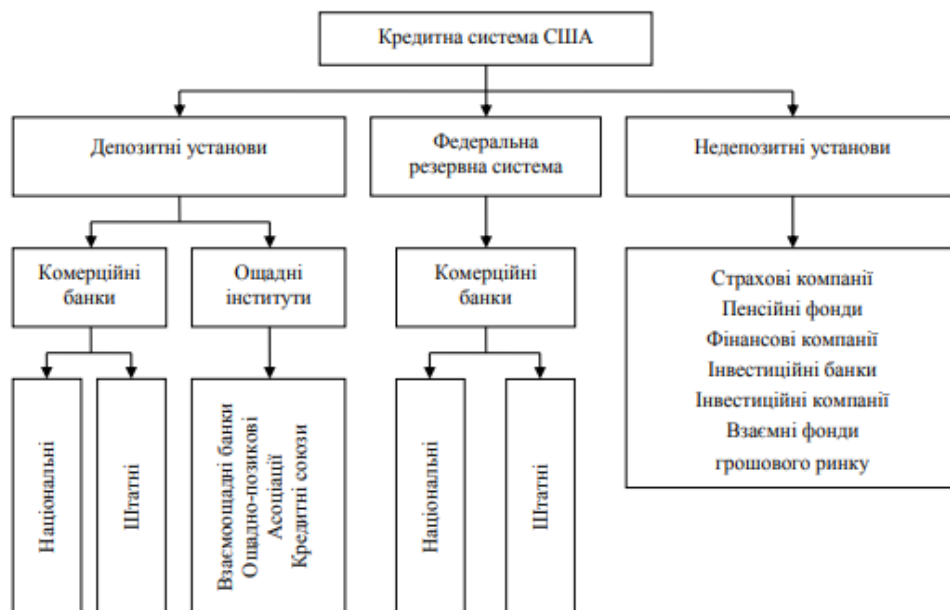 Кредитна система США
Депозитні установи
Федеральна
резервна система
Недепозитні установи
Комерційні
банки
Ощадні
інститути
Комерційні
банки
Страхові компанії
Пенсійні фонди
Фінансові компанії
Інвестиційні банки
Інвестиційні компанії
Взаємні фонди
грошового ринку
Національні
Штатні
Взаємоощадні банки
Ощадно-позикові
Асоціації
Кредитні союзи
Національні
Штатні